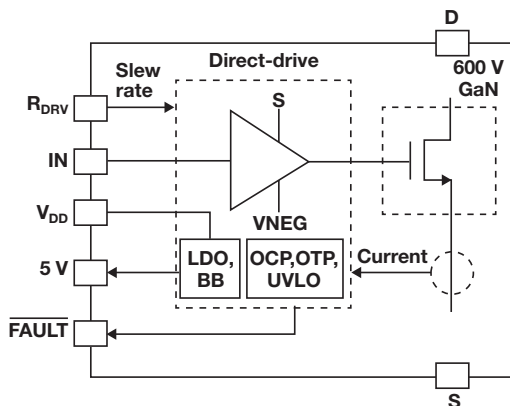 D
Direct-drive
600 V
GaN
Slew
rate
R_DRV
S
IN
V_DD
VNEG
LDO,
BB
OCP,OTP,
UVLO
Current
5 V
FAULT
S